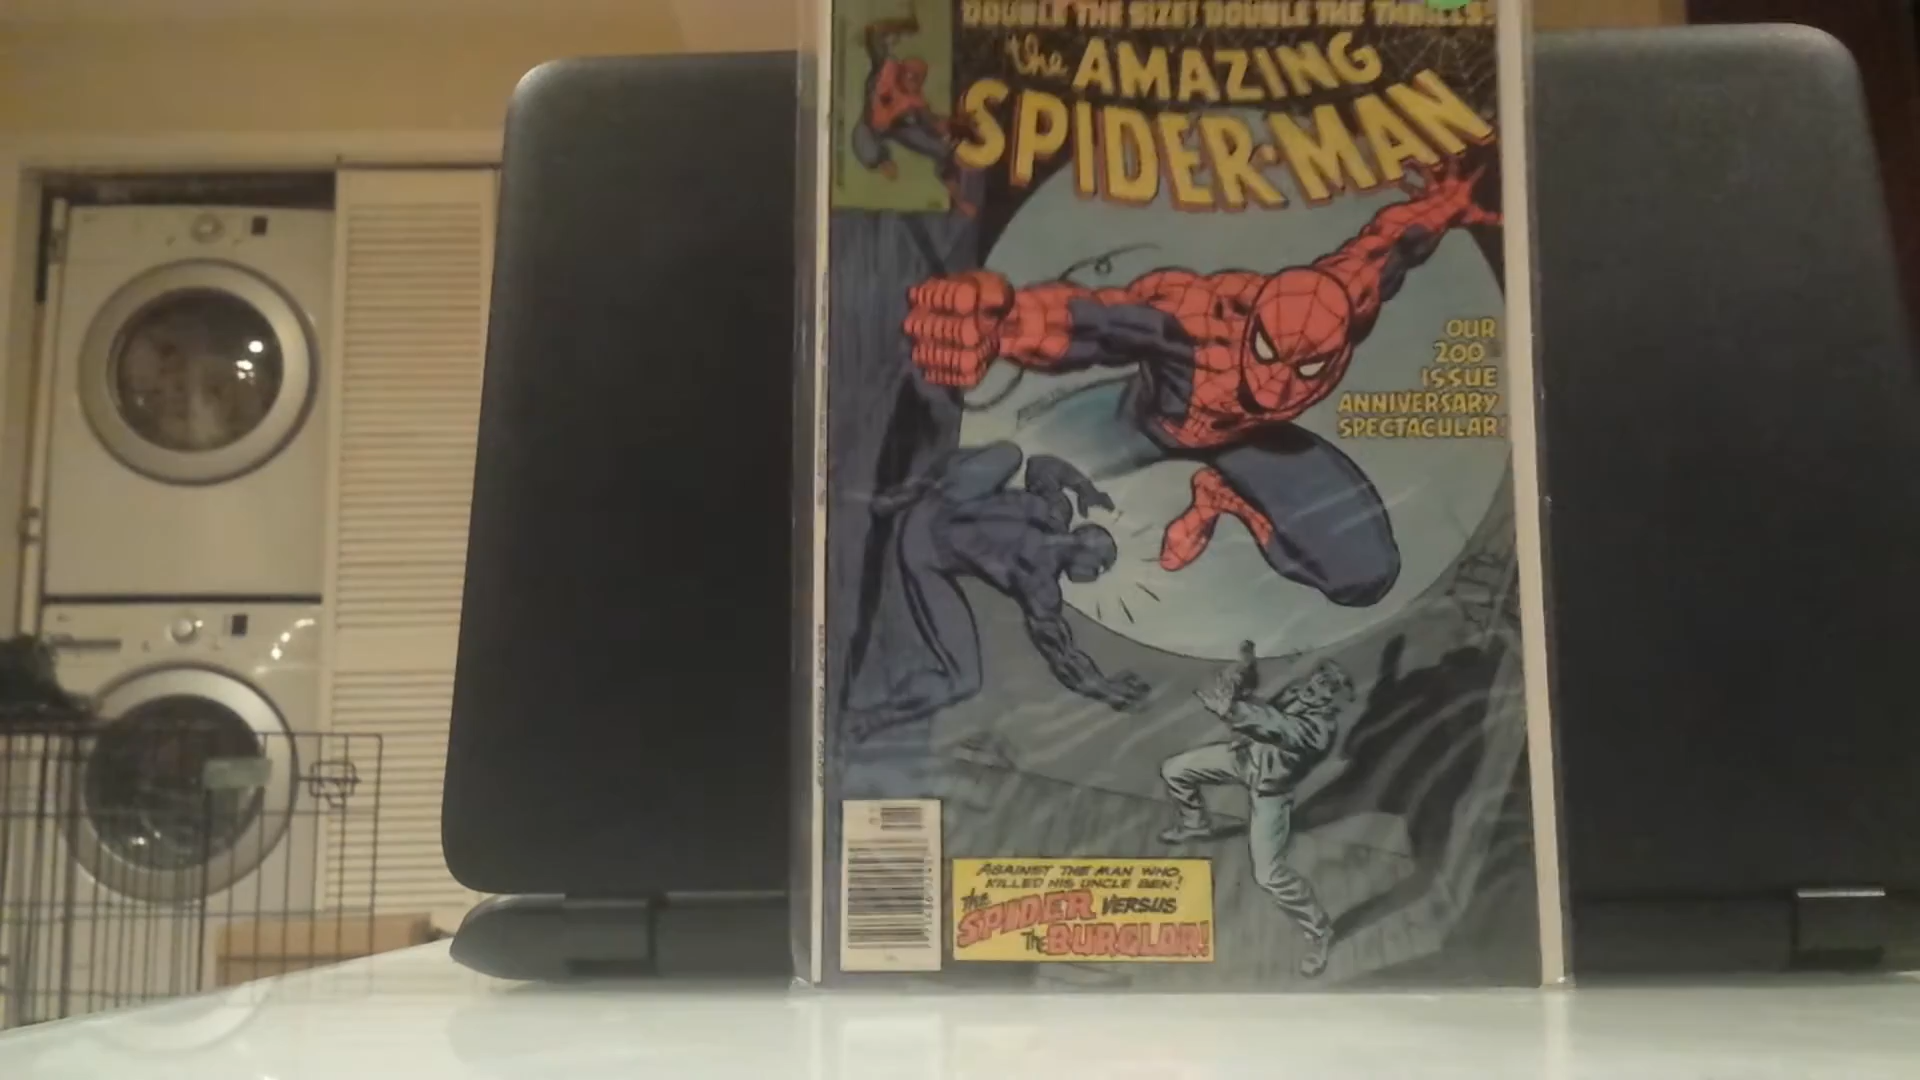 DOUBLE THE SIZE! DOUBLE THE THRILLS!
the AMAZING
SPIDER-MAN
OUR
200
ISSUE
ANNIVERSARY
SPECTACULAR!
AGAINST THE MAN WHO
KILLED HIS UNCLE BEN!
the SPIDER VERSUS
The BURGLAR!